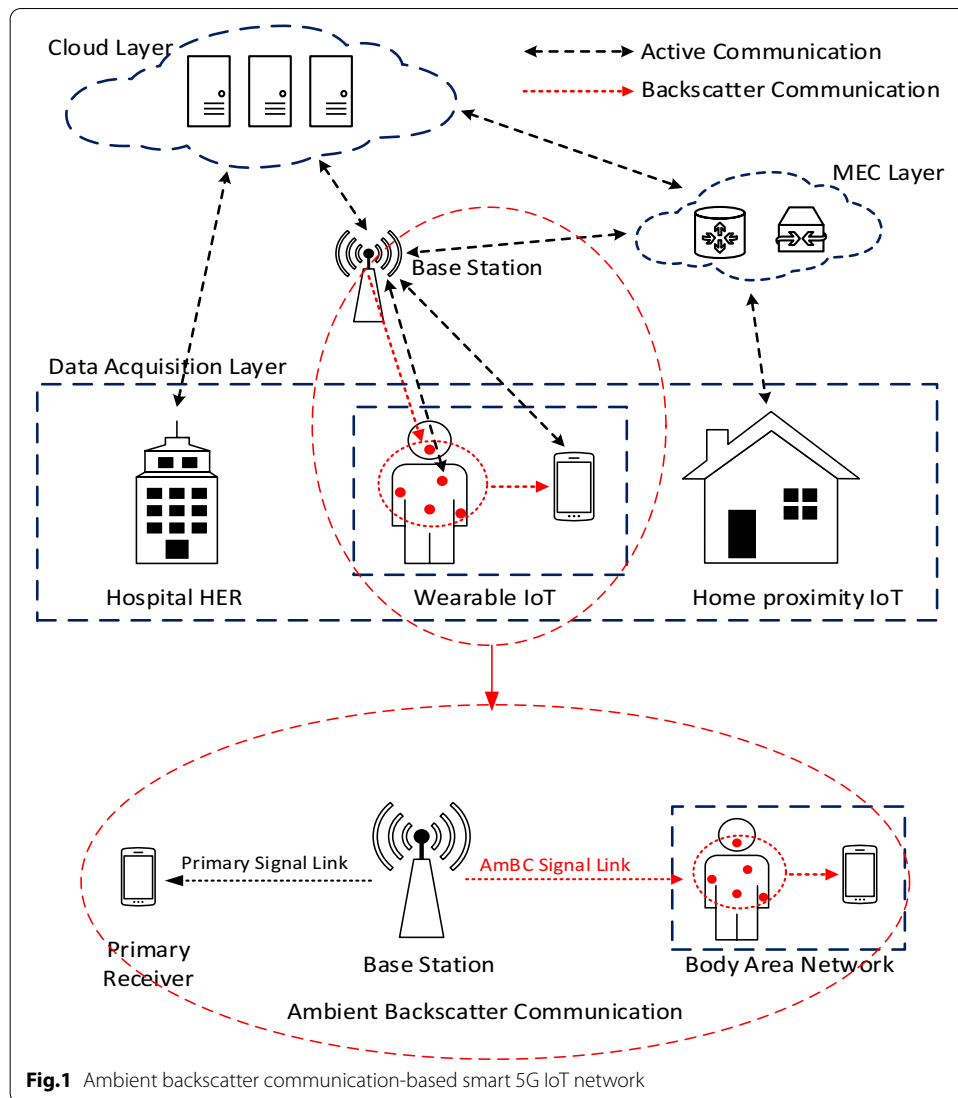 Cloud Layer
Active Communication
Backscatter Communication
MEC Layer
Base Station
Data Acquisition Layer
Hospital HER
Wearable IoT
Home proximity IoT
Primary Signal Link
AmBC Signal Link
Primary
Receiver
Base Station
Body Area Network
Ambient Backscatter Communication
Fig.1 Ambient backscatter communication-based smart 5G IoT network